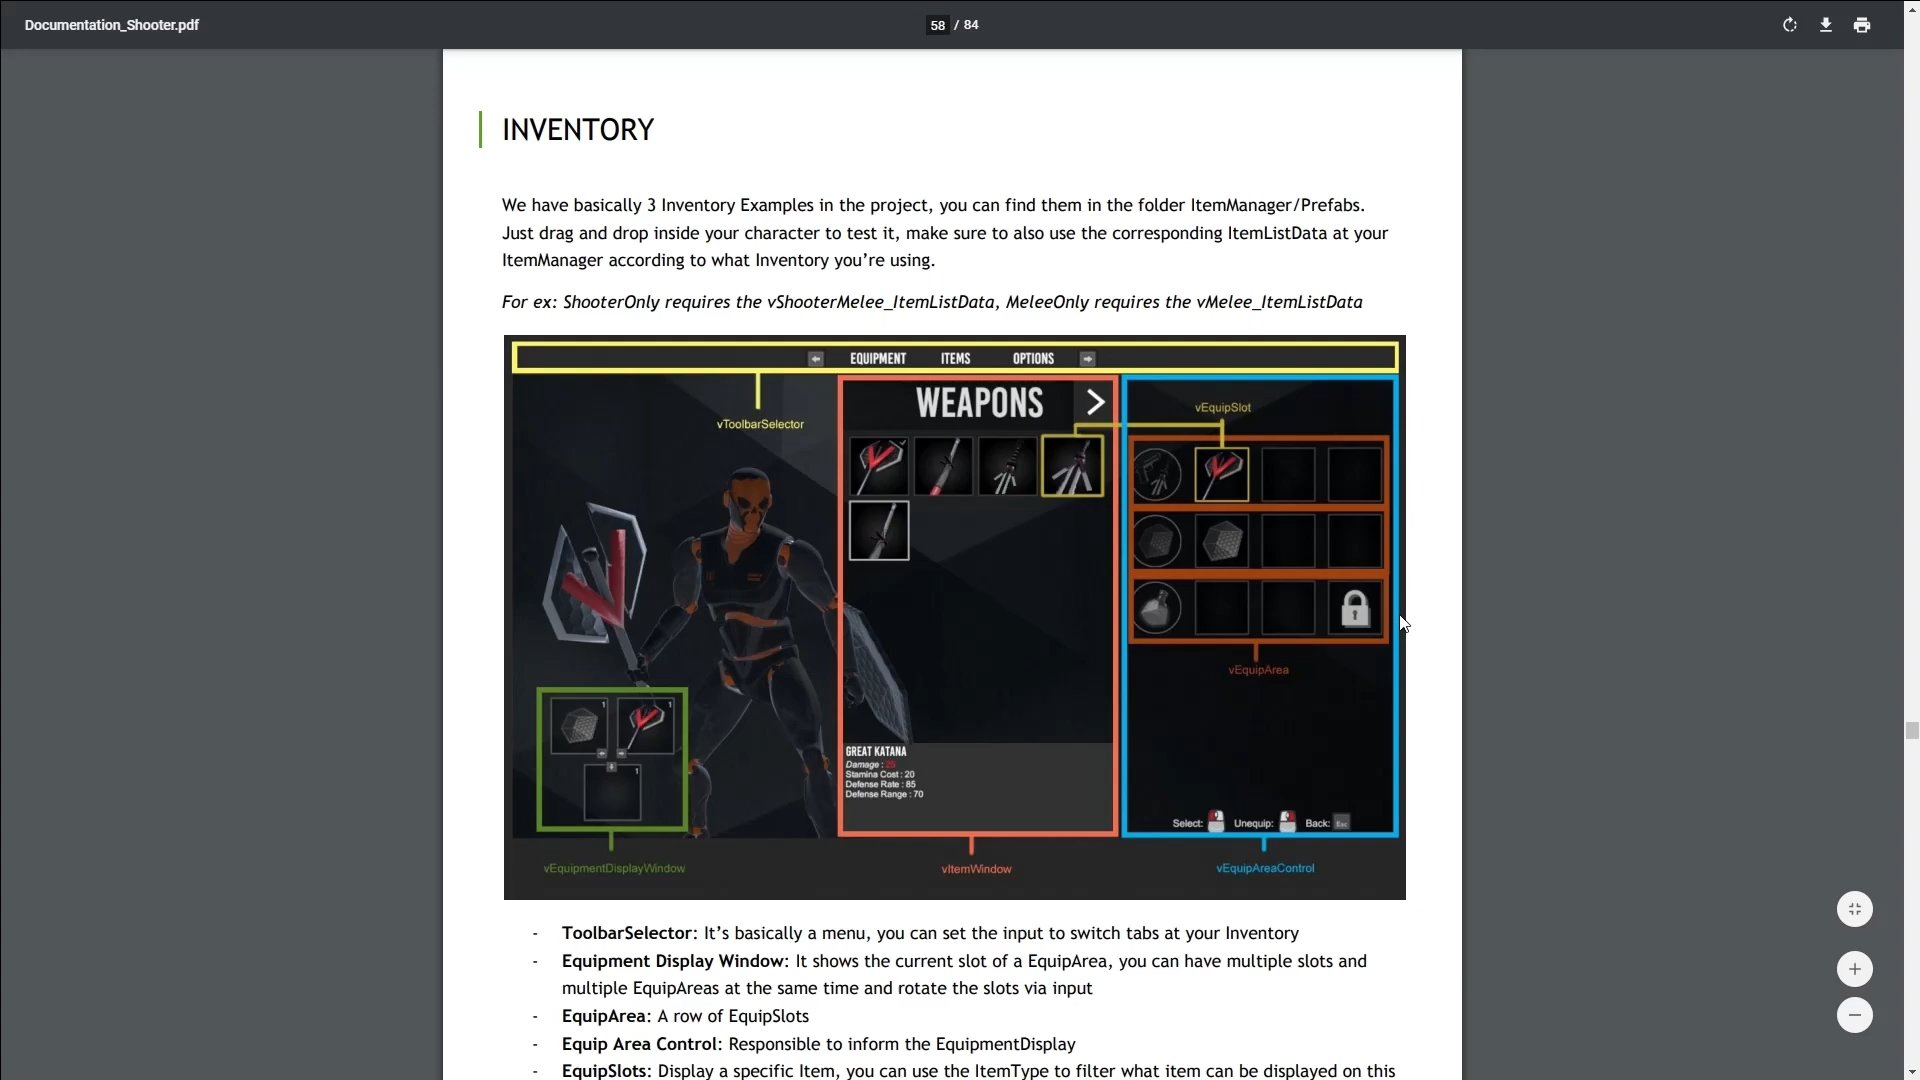 Documentation_Shooter.pdf
58 / 84
INVENTORY
We have basically 3 Inventory Examples in the project, you can find them in the folder ItemManager/Prefabs.
Just drag and drop inside your character to test it, make sure to also use the corresponding ItemListData at your
ItemManager according to what Inventory you’re using.
For ex: ShooterOnly requires the vShooterMelee_ItemListData, MeleeOnly requires the vMelee_ItemListData
EQUIPMENT ITEMS OPTIONS
vToolbarSelector
WEAPONS
vEquipSlot
vEquipArea
1 1
1
GREAT KATANA
Damage : 25
Stamina Cost : 20
Defense Rate : 85
Defense Range : 70
Select: Unequip: Back: Esc
vEquipmentDisplayWindow
vItemWindow
vEquipAreaControl
- ToolbarSelector: It’s basically a menu, you can set the input to switch tabs at your Inventory
- Equipment Display Window: It shows the current slot of a EquipArea, you can have multiple slots and
multiple EquipAreas at the same time and rotate the slots via input
- EquipArea: A row of EquipSlots
- Equip Area Control: Responsible to inform the EquipmentDisplay
- EquipSlots: Display a specific Item, you can use the ItemType to filter what item can be displayed on this